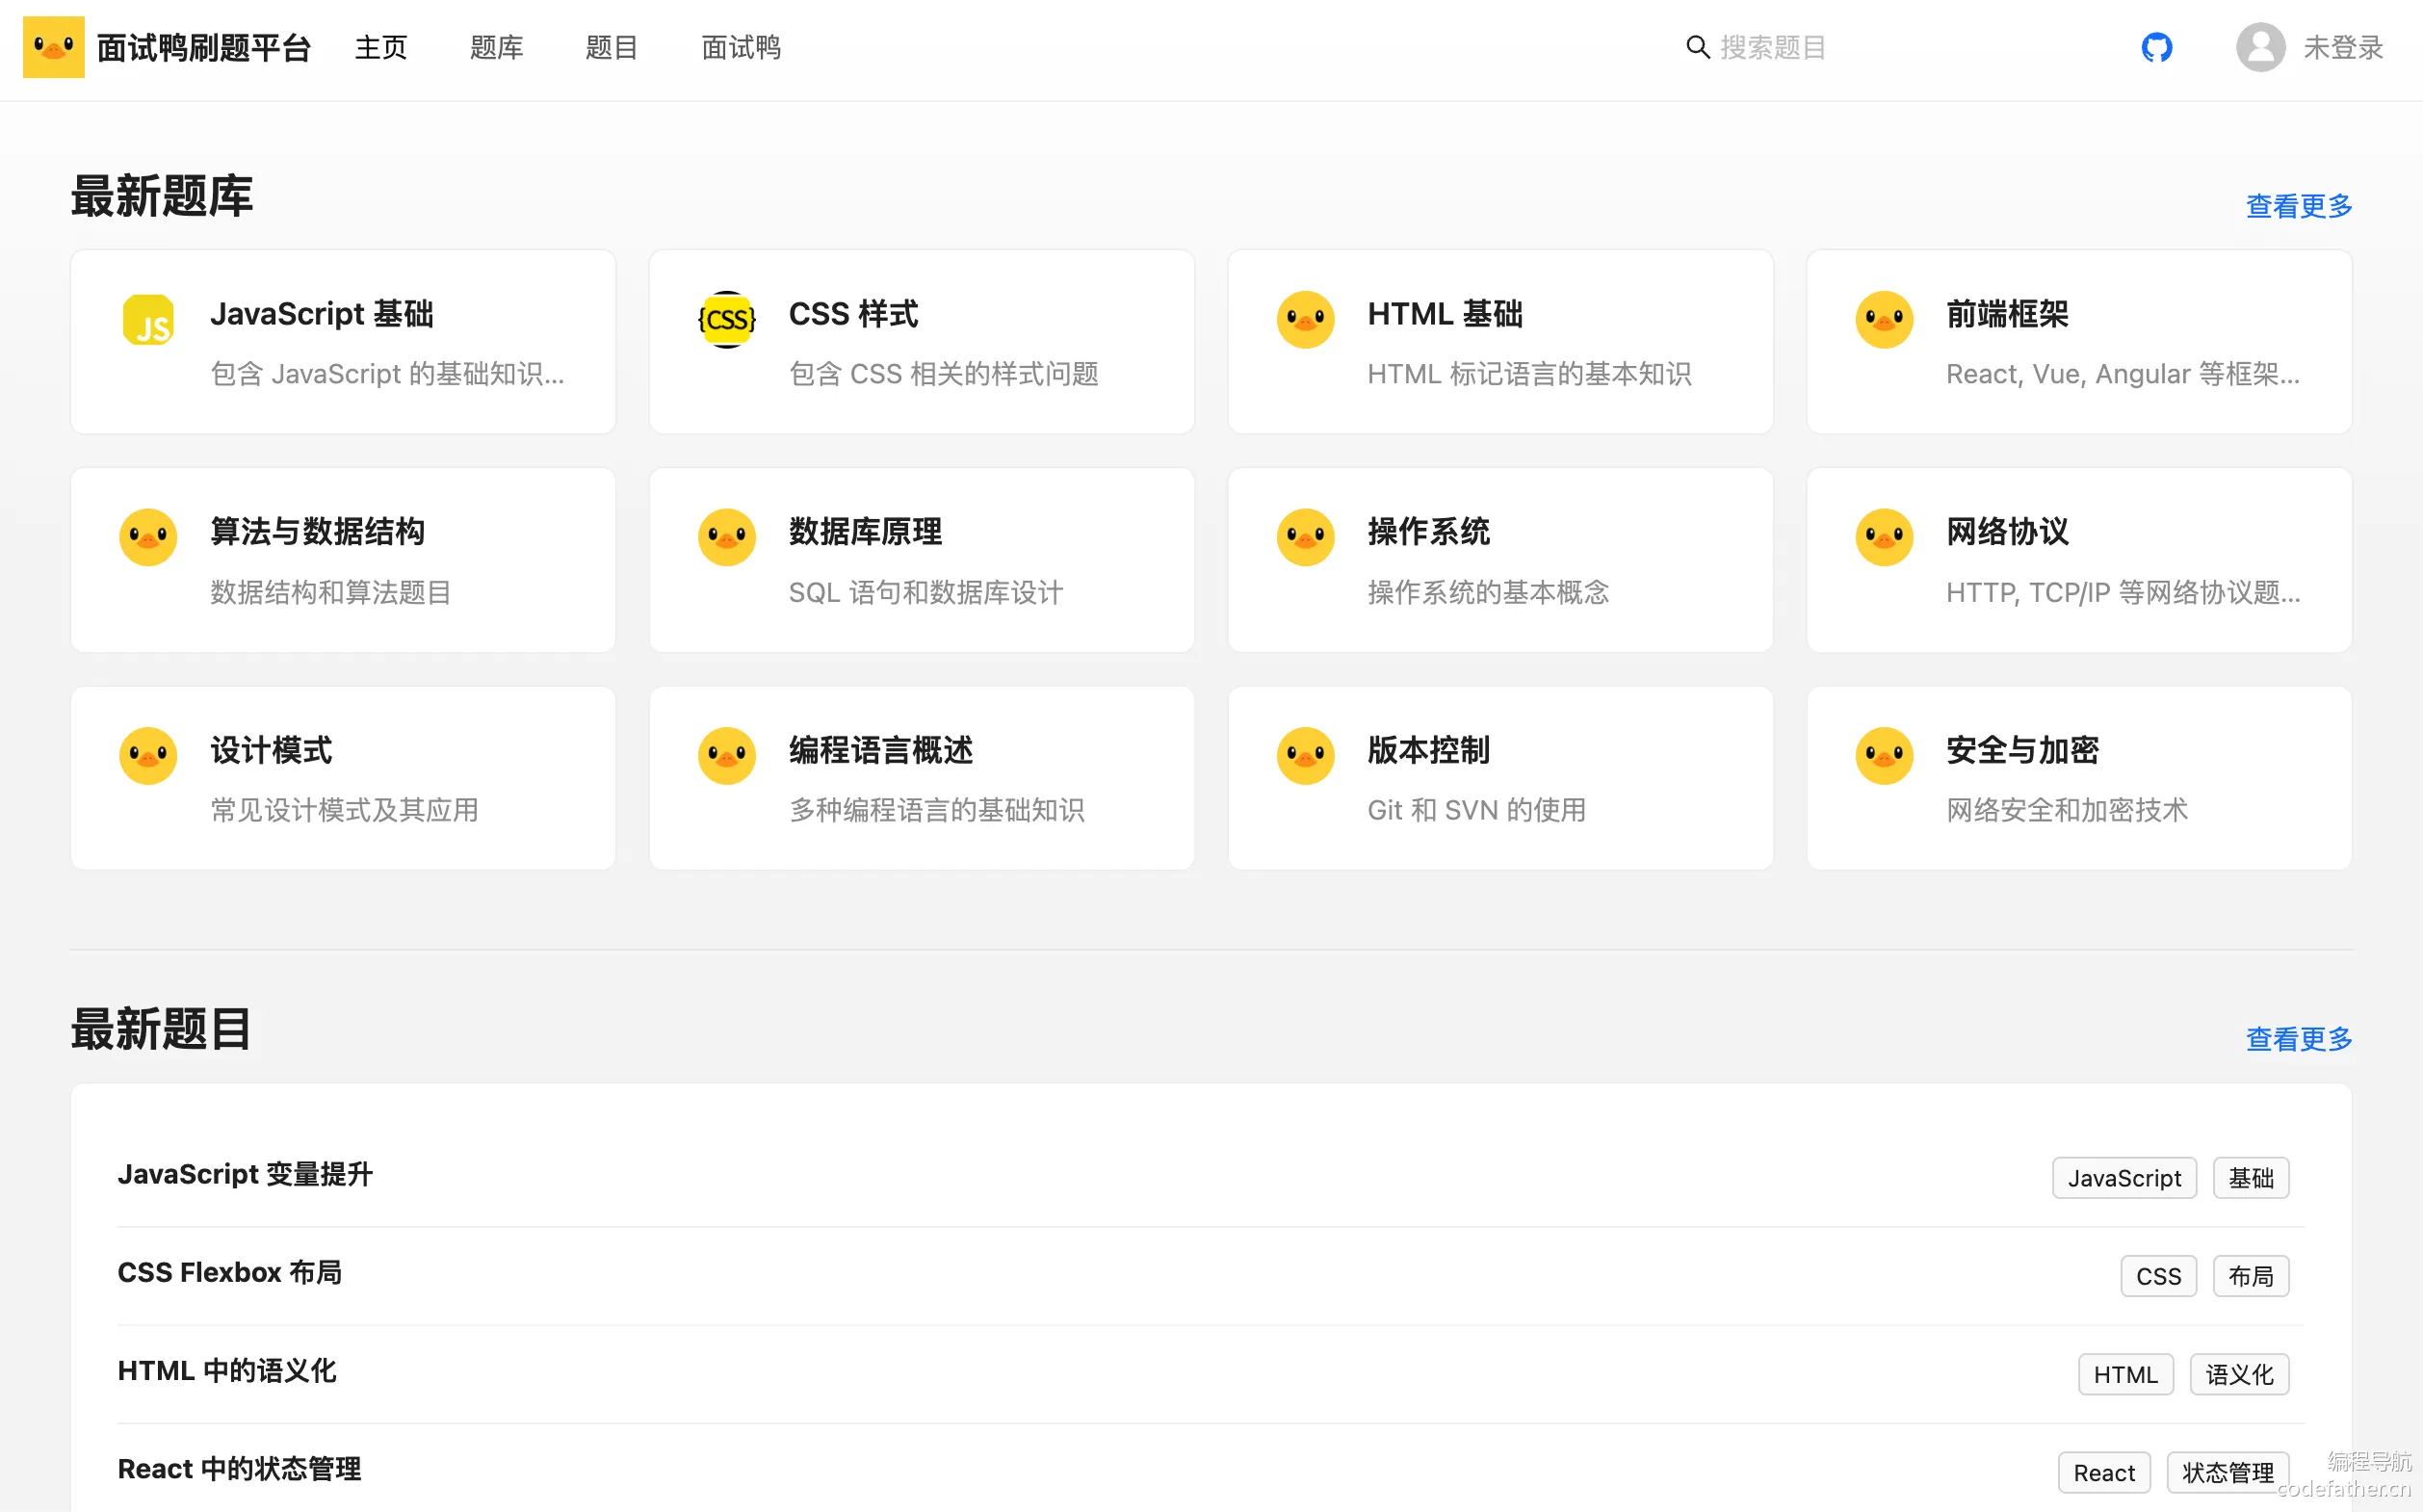 面试鸭刷题平台 主页 题库 题目 面试鸭 搜索题目 未登录
最新题库 查看更多
JS JavaScript 基础
包含 JavaScript 的基础知识...
{CSS} CSS 样式
包含 CSS 相关的样式问题
HTML 基础
HTML 标记语言的基本知识
前端框架
React, Vue, Angular 等框架...
算法与数据结构
数据结构和算法题目
数据库原理
SQL 语句和数据库设计
操作系统
操作系统的基本概念
网络协议
HTTP, TCP/IP 等网络协议题...
设计模式
常见设计模式及其应用
编程语言概述
多种编程语言的基础知识
版本控制
Git 和 SVN 的使用
安全与加密
网络安全和加密技术
最新题目 查看更多
JavaScript 变量提升 JavaScript 基础
CSS Flexbox 布局 CSS 布局
HTML 中的语义化 HTML 语义化
React 中的状态管理 React 状态管理
编程导航
codefather.cn